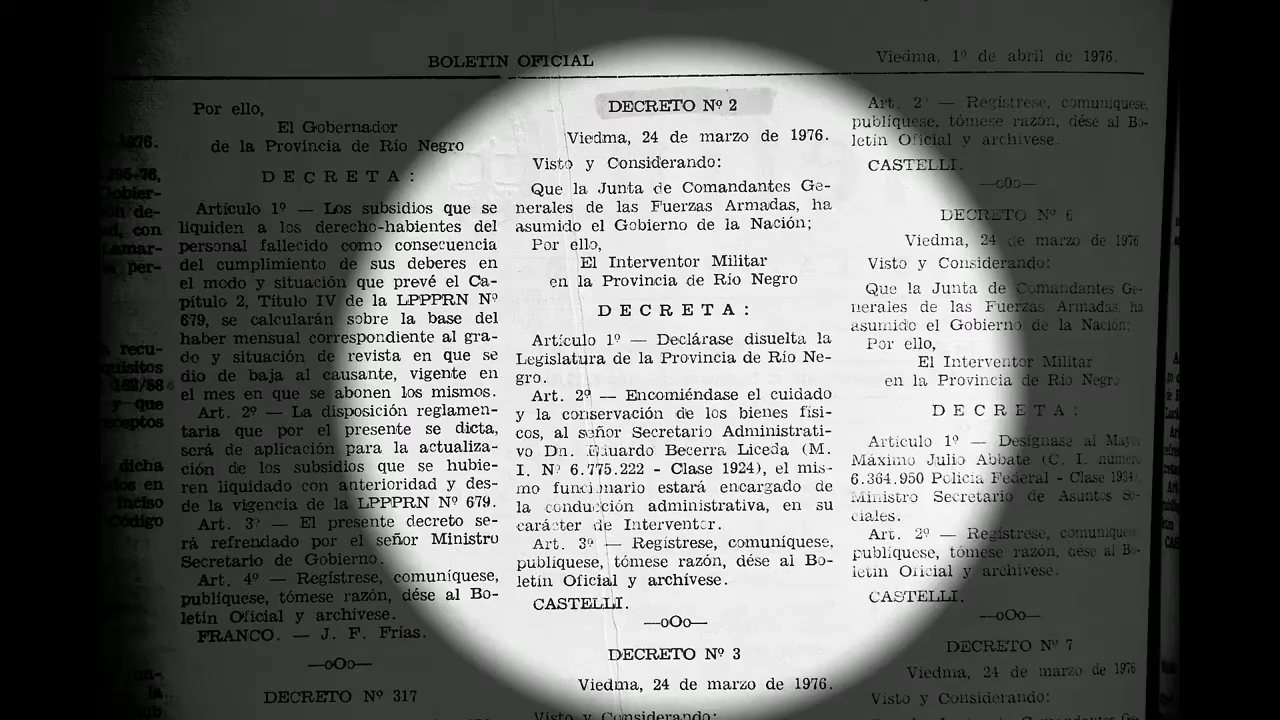 BOLETIN OFICIAL
Viedma, 1º de abril de 1976.
1976.
Por ello,
El Gobernador
de la Provincia de Río Negro
D E C R E T A :
Artículo 1º — Los subsidios que se
liquiden a los derecho-habientes del
personal fallecido como consecuencia
del cumplimiento de sus deberes en
el modo y situación que prevé el Ca-
pítulo 2, Título IV de la LPPPRN Nº
679, se calcularán sobre la base del
haber mensual correspondiente al gra-
do y situación de revista en que se
dio de baja al causante, vigente en
el mes en que se abonen los mismos.
Art. 2º — La disposición reglamen-
taria que por el presente se dicta,
será de aplicación para la actualiza-
ción de los subsidios que se hubie-
ren liquidado con anterioridad y des-
de la vigencia de la LPPPRN Nº 679.
Art. 3º — El presente decreto se-
rá refrendado por el señor Ministro
Secretario de Gobierno.
Art. 4º — Regístrese, comuníquese,
publíquese, tómese razón, dése al Bo-
letín Oficial y archívese.
FRANCO. — J. F. Frías.
—oOo—
DECRETO Nº 317
DECRETO Nº 2
Viedma, 24 de marzo de 1976.
Visto y Considerando:
Que la Junta de Comandantes Ge-
nerales de las Fuerzas Armadas, ha
asumido el Gobierno de la Nación;
Por ello,
El Interventor Militar
en la Provincia de Río Negro
D E C R E T A :
Artículo 1º — Declárase disuelta la
Legislatura de la Provincia de Río Ne-
gro.
Art. 2º — Encomiéndase el cuidado
y la conservación de los bienes físi-
cos, al señor Secretario Administrati-
vo Dn. Eduardo Becerra Liceda (M.
I. Nº 6.775.222 - Clase 1924), el mis-
mo funcionario estará encargado de
la conducción administrativa, en su
carácter de Interventor.
Art. 3º — Regístrese, comuníquese,
publíquese, tómese razón, dése al Bo-
letín Oficial y archívese.
CASTELLI.
—oOo—
DECRETO Nº 3
Viedma, 24 de marzo de 1976.
Visto y Considerando:
Art. 2º — Regístrese, comuníquese,
publíquese, tómese razón, dése al Bo-
letín Oficial y archívese.
CASTELLI.
—o0o—
DECRETO Nº 6
Viedma, 24 de marzo de 1976
Visto y Considerando:
Que la Junta de Comandantes Ge-
nerales de las Fuerzas Armadas, ha
asumido el Gobierno de la Nación;
Por ello,
El Interventor Militar
en la Provincia de Río Negro
D E C R E T A :
Artículo 1º — Desígnase al Mayor
Máximo Julio Abbate (C. I. número
6.364.950 Policía Federal - Clase 1934)
Ministro Secretario de Asuntos So-
ciales.
Art. 2º — Regístrese, comuníquese
publíquese, tómese razón, dése al Bo-
letín Oficial y archívese.
CASTELLI.
—oOo—
DECRETO Nº 7
Viedma, 24 de marzo de 1976
Visto y Considerando: